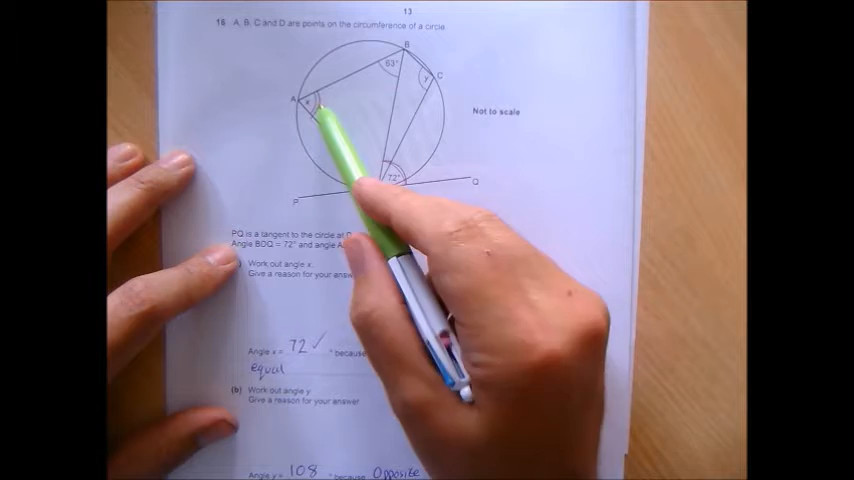 13
16 A, B, C and D are points on the circumference of a circle
B
63°
y
C
A
x
Not to scale
72°
P
Q
PQ is a tangent to the circle at
Angle BDQ = 72° and angle
Work out angle x.
Give a reason for your answ
Angle x = 72 ✓ ° because
equal
(b) Work out angle y
Give a reason for your answer
Angle y = 108 ° because Opposite